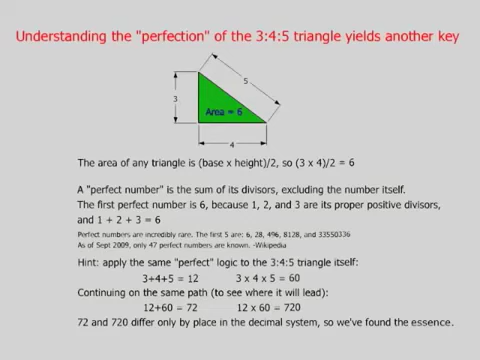 Understanding the "perfection" of the 3:4:5 triangle yields another key
5
3
Area = 6
4
The area of any triangle is (base x height)/2, so (3 x 4)/2 = 6
A "perfect number" is the sum of its divisors, excluding the number itself.
The first perfect number is 6, because 1, 2, and 3 are its proper positive divisors,
and 1 + 2 + 3 = 6
Perfect numbers are incredibly rare. The first 5 are; 6, 28, 496, 8128, and 33550336
As of Sept 2009, only 47 perfect numbers are known. -Wikipedia
Hint: apply the same "perfect" logic to the 3:4:5 triangle itself:
3+4+5 = 12 3 x 4 x 5 = 60
Continuing on the same path (to see where it will lead):
12+60 = 72 12 x 60 = 720
72 and 720 differ only by place in the decimal system, so we've found the essence.